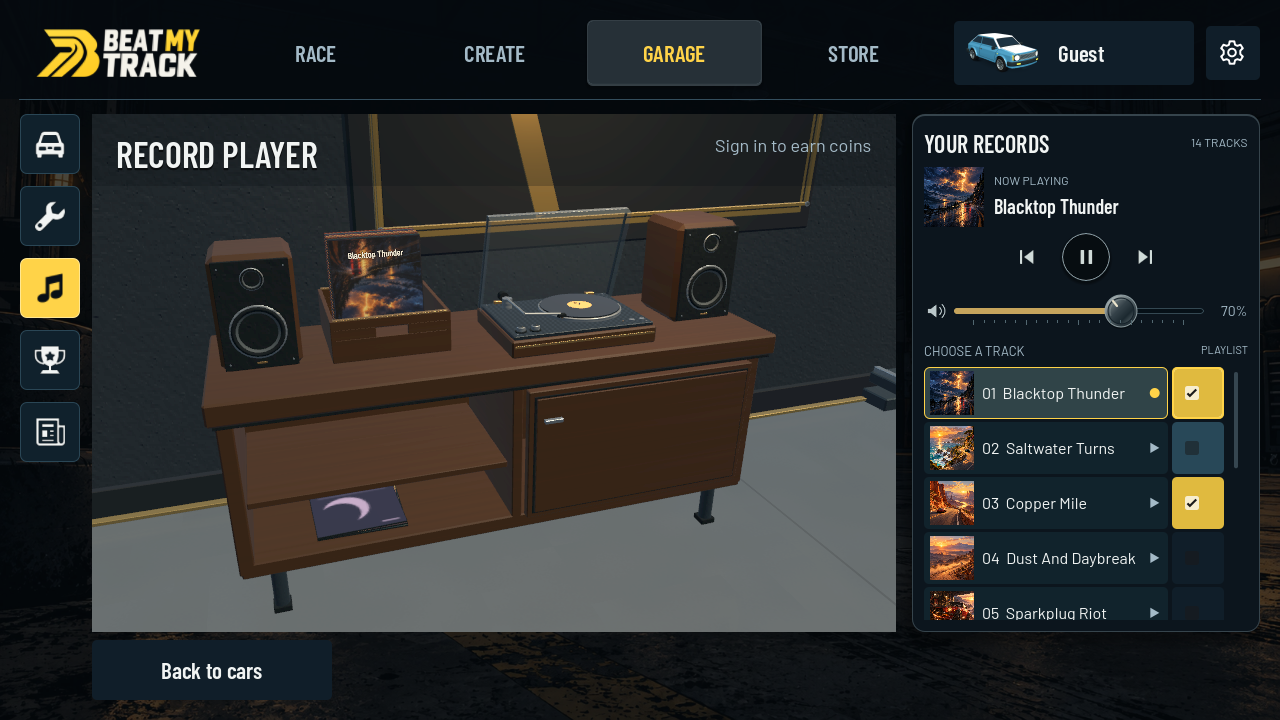 BEAT MY TRACK
RACE
CREATE
GARAGE
STORE
Guest
RECORD PLAYER
Sign in to earn coins
Blacktop Thunder
YOUR RECORDS
14 TRACKS
NOW PLAYING
Blacktop Thunder
70%
CHOOSE A TRACK
PLAYLIST
01 Blacktop Thunder
02 Saltwater Turns
03 Copper Mile
04 Dust And Daybreak
05 Sparkplug Riot
Back to cars